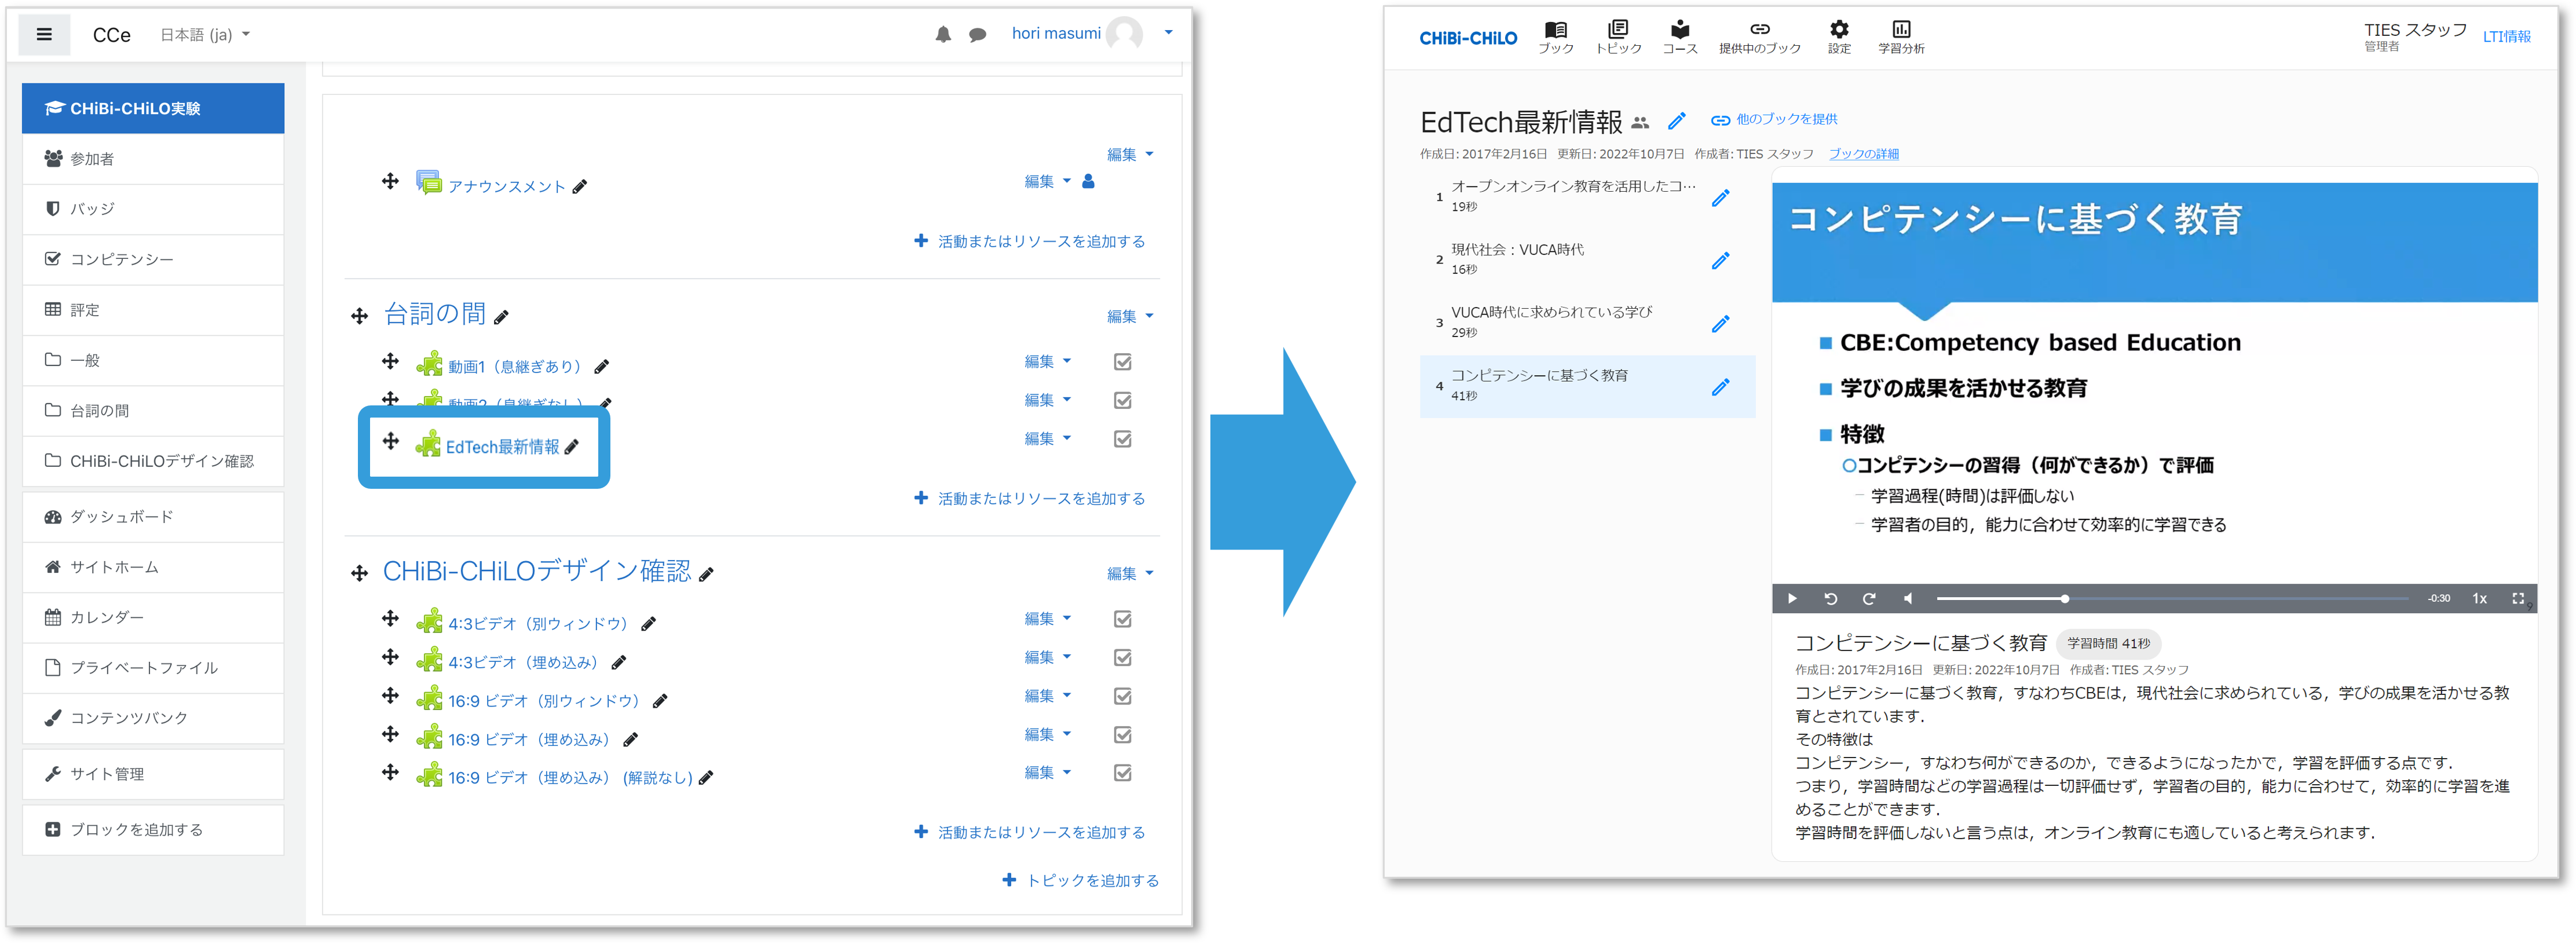 CCe 日本語 (ja)
hori masumi
CHiBi-CHiLO実験
参加者
バッジ
コンピテンシー
評定
一般
台詞の間
CHiBi-CHiLOデザイン確認
ダッシュボード
サイトホーム
カレンダー
プライベートファイル
コンテンツバンク
サイト管理
ブロックを追加する
編集
アナウンスメント 編集
活動またはリソースを追加する
台詞の間 編集
動画1（息継ぎあり） 編集
動画2（息継ぎなし） 編集
EdTech最新情報 編集
活動またはリソースを追加する
CHiBi-CHiLOデザイン確認 編集
4:3ビデオ（別ウィンドウ） 編集
4:3ビデオ（埋め込み） 編集
16:9 ビデオ（別ウィンドウ） 編集
16:9 ビデオ（埋め込み） 編集
16:9 ビデオ（埋め込み） (解説なし) 編集
活動またはリソースを追加する
トピックを追加する
CHiBi-CHiLO ブック トピック コース 提供中のブック 設定 学習分析
TIES スタッフ
管理者
LTI情報
EdTech最新情報 他のブックを提供
作成日: 2017年2月16日 更新日: 2022年10月7日 作成者: TIES スタッフ ブックの詳細
1 オープンオンライン教育を活用したコ…
19秒
2 現代社会：VUCA時代
16秒
3 VUCA時代に求められている学び
29秒
4 コンピテンシーに基づく教育
41秒
コンピテンシーに基づく教育
CBE:Competency based Education
学びの成果を活かせる教育
特徴
コンピテンシーの習得（何ができるか）で評価
学習過程(時間)は評価しない
学習者の目的，能力に合わせて効率的に学習できる
-0:30 1x
9
コンピテンシーに基づく教育 学習時間 41秒
作成日: 2017年2月16日 更新日: 2022年10月7日 作成者: TIES スタッフ
コンピテンシーに基づく教育，すなわちCBEは，現代社会に求められている，学びの成果を活かせる教
育とされています．
その特徴は
コンピテンシー，すなわち何ができるのか，できるようになったかで，学習を評価する点です．
つまり，学習時間などの学習過程は一切評価せず，学習者の目的，能力に合わせて，効率的に学習を進
めることができます．
学習時間を評価しないと言う点は，オンライン教育にも適していると考えられます．